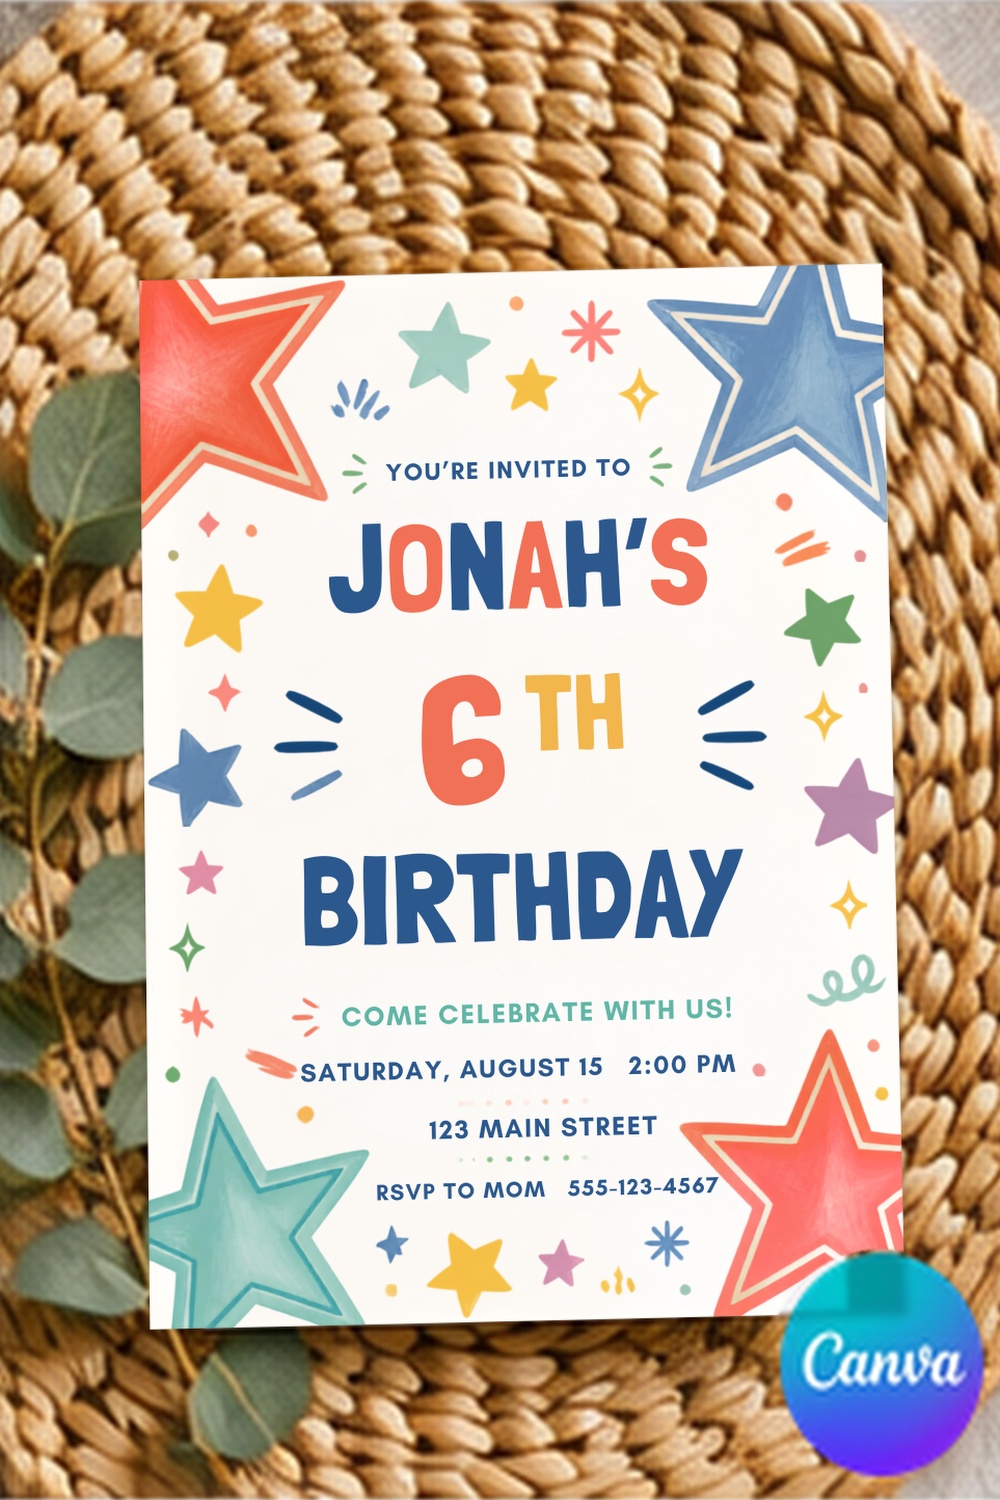 YOU'RE INVITED TO
JONAH'S
6TH
BIRTHDAY
COME CELEBRATE WITH US!
SATURDAY, AUGUST 15 2:00 PM
123 MAIN STREET
RSVP TO MOM 555-123-4567
Canva